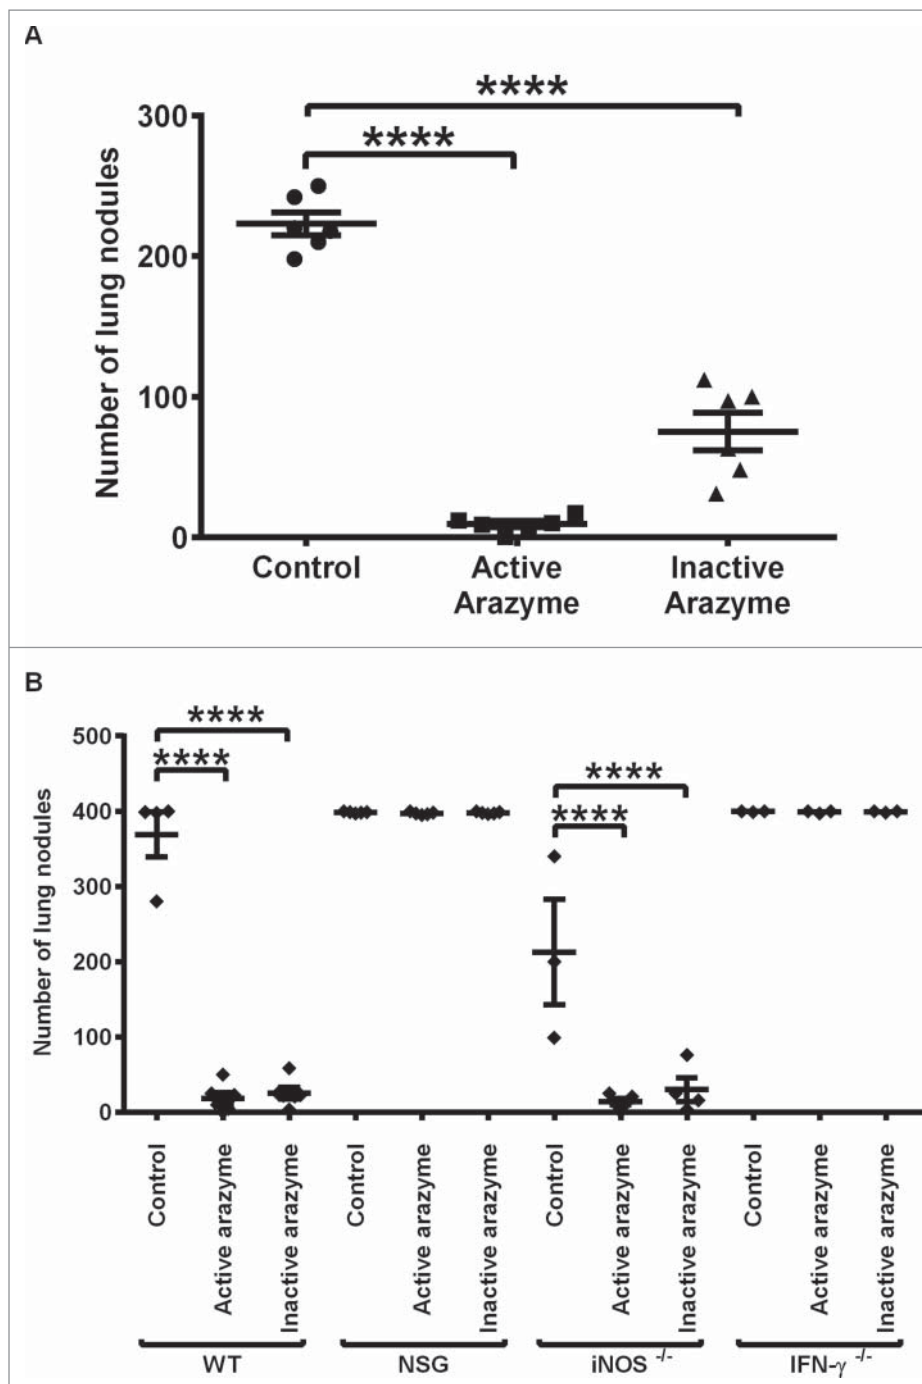 A
****
****
300
200
100
0
Number of lung nodules
Control
Active
Arazyme
Inactive
Arazyme
B
****
****
****
****
500
400
300
200
100
0
Number of lung nodules
Control
Active arazyme
Inactive arazyme
Control
Active arazyme
Inactive arazyme
Control
Active arazyme
Inactive arazyme
Control
Active arazyme
Inactive arazyme
WT
NSG
iNOS -/-
IFN-γ -/-